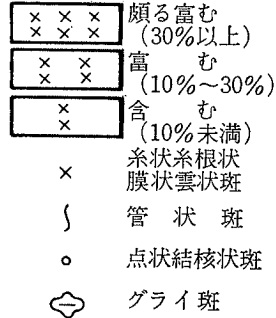 頗る富む
(30%以上)
富む
(10%～30%)
含む
(10%未満)
糸状糸根状
膜状雲状斑
管状斑
点状結核状斑
グライ斑